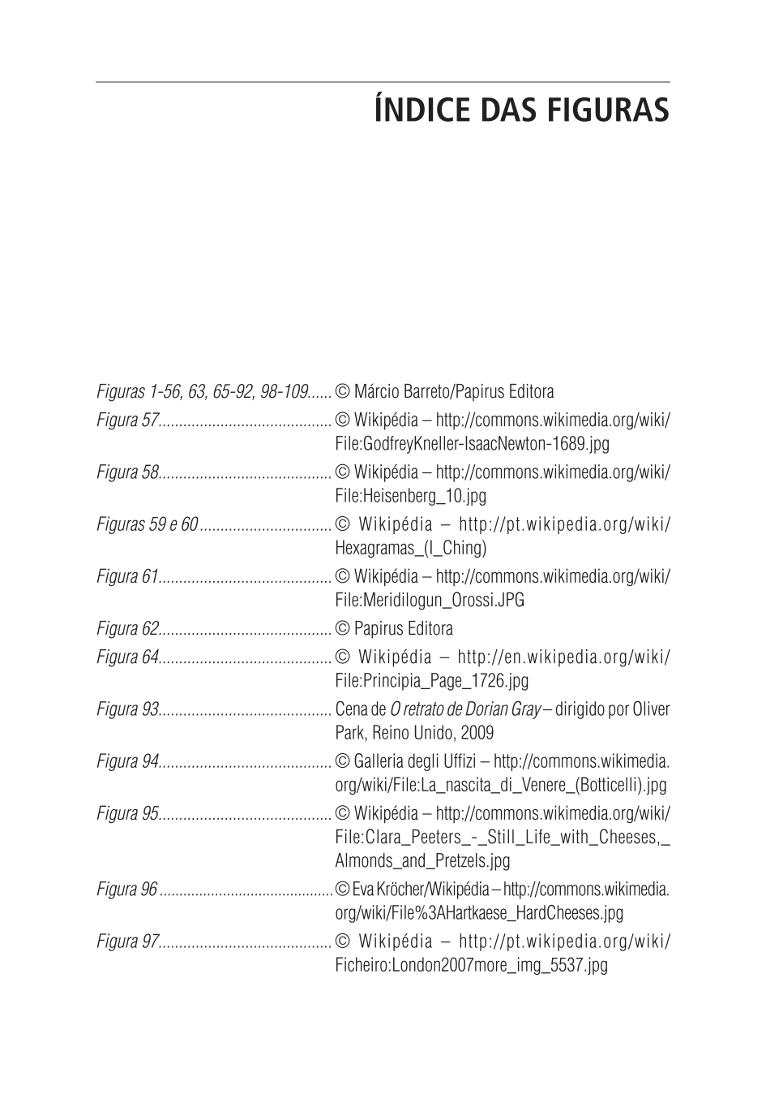 ÍNDICE DAS FIGURAS
Figuras 1-56, 63, 65-92, 98-109...... © Márcio Barreto/Papirus Editora
Figura 57.......................................... © Wikipédia – http://commons.wikimedia.org/wiki/
File:GodfreyKneller-IsaacNewton-1689.jpg
Figura 58.......................................... © Wikipédia – http://commons.wikimedia.org/wiki/
File:Heisenberg_10.jpg
Figuras 59 e 60 ................................ © Wikipédia – http://pt.wikipedia.org/wiki/
Hexagramas_(I_Ching)
Figura 61.......................................... © Wikipédia – http://commons.wikimedia.org/wiki/
File:Meridilogun_Orossi.JPG
Figura 62.......................................... © Papirus Editora
Figura 64.......................................... © Wikipédia – http://en.wikipedia.org/wiki/
File:Principia_Page_1726.jpg
Figura 93.......................................... Cena de O retrato de Dorian Gray – dirigido por Oliver
Park, Reino Unido, 2009
Figura 94.......................................... © Galleria degli Uffizi – http://commons.wikimedia.
org/wiki/File:La_nascita_di_Venere_(Botticelli).jpg
Figura 95.......................................... © Wikipédia – http://commons.wikimedia.org/wiki/
File:Clara_Peeters_-_Still_Life_with_Cheeses,_
Almonds_and_Pretzels.jpg
Figura 96 .......................................... © Eva Kröcher/Wikipédia – http://commons.wikimedia.
org/wiki/File%3AHartkaese_HardCheeses.jpg
Figura 97.......................................... © Wikipédia – http://pt.wikipedia.org/wiki/
Ficheiro:London2007more_img_5537.jpg